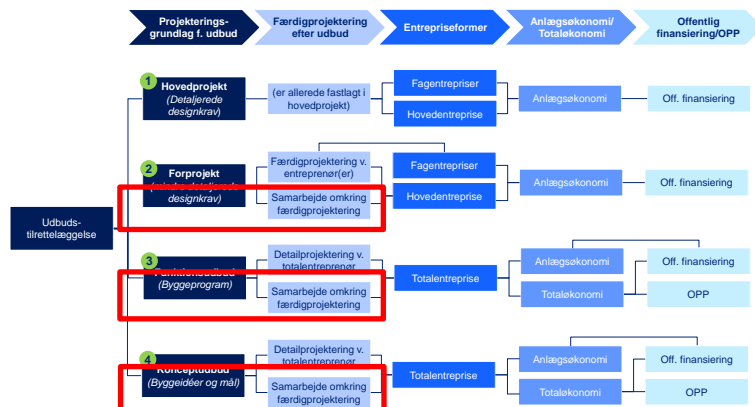 Projekterings-
grundlag f. udbud
Færdigprojektering
efter udbud
Entrepriseformer
Anlægsøkonomi/
Totaløkonomi
Offentlig
finansiering/OPP
1
Hovedprojekt
(Detaljerede
designkrav)
(er allerede fastlagt i
hovedprojekt)
Fagentrepriser
Hovedentreprise
Anlægsøkonomi
Off. finansiering
2
Forprojekt
(mindre detaljerede
designkrav)
Færdigprojektering v.
entreprenør(er)
Samarbejde omkring
færdigprojektering
Fagentrepriser
Hovedentreprise
Anlægsøkonomi
Off. finansiering
Udbuds-
tilrettelæggelse
3
Funktionsudbud
(Byggeprogram)
Detailprojektering v.
totalentreprenør
Samarbejde omkring
færdigprojektering
Totalentreprise
Anlægsøkonomi
Totaløkonomi
Off. finansiering
OPP
4
Konceptudbud
(Byggeidéer og mål)
Detailprojektering v.
totalentreprenør
Samarbejde omkring
færdigprojektering
Totalentreprise
Anlægsøkonomi
Totaløkonomi
Off. finansiering
OPP